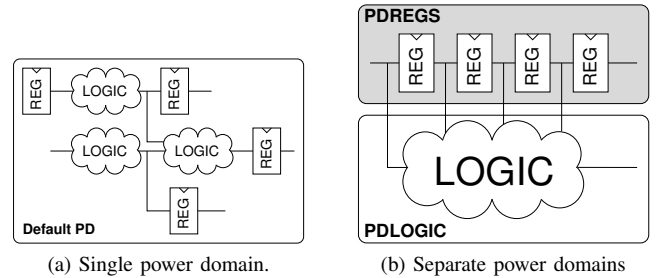 REG
LOGIC
REG
LOGIC
LOGIC
REG
REG
Default PD
(a) Single power domain.
PDREGS
REG
REG
REG
REG
LOGIC
PDLOGIC
(b) Separate power domains